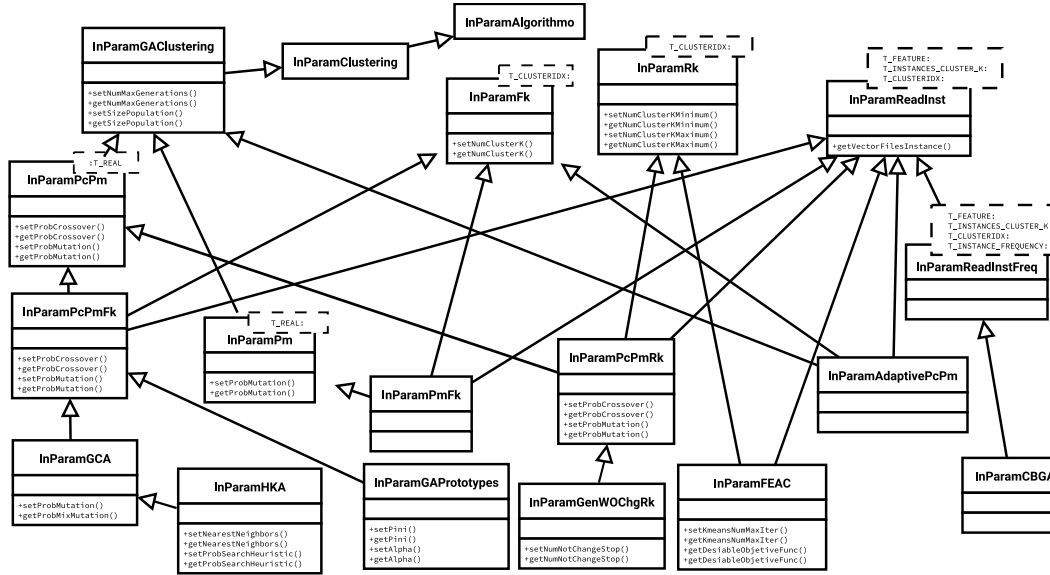 InParamAlgorithmo
InParamGAClustering
+setNumMaxGenerations()
+getNumMaxGenerations()
+setSizePopulation()
+getSizePopulation()
InParamClustering
T_CLUSTERIDX:
InParamFk
+setNumClusterK()
+getNumClusterK()
T_CLUSTERIDX:
InParamRk
+setNumClusterKMinimum()
+getNumClusterKMinimum()
+setNumClusterKMaximum()
+getNumClusterKMaximum()
T_FEATURE:
T_INSTANCES_CLUSTER_K:
T_CLUSTERIDX:
InParamReadInst
+getVectorFilesInstance()
:T_REAL
InParamPcPm
+setProbCrossover()
+getProbCrossover()
+setProbMutation()
+getProbMutation()
T_FEATURE:
T_INSTANCES_CLUSTER_K
T_CLUSTERIDX:
T_INSTANCE_FREQUENCY:
InParamReadInstFreq
InParamPcPmFk
+setProbCrossover()
+getProbCrossover()
+setProbMutation()
+getProbMutation()
T_REAL:
InParamPm
+setProbMutation()
+getProbMutation()
InParamPmFk
InParamPcPmRk
+setProbCrossover()
+getProbCrossover()
+setProbMutation()
+getProbMutation()
InParamAdaptivePcPm
InParamGCA
+setProbMutation()
+getProbMixMutation()
InParamHKA
+setNearestNeighbors()
+getNearestNeighbors()
+setProbSearchHeuristic()
+getProbSearchHeuristic()
InParamGAPrototypes
+setPini()
+getPini()
+setAlpha()
+getAlpha()
InParamGenWOChgRk
+setNumNotChangeStop()
+getNumNotChangeStop()
InParamFEAC
+setKmeansNumMaxIter()
+getKmeansNumMaxIter()
+getDesiableObjetiveFunc()
+getDesiableObjetiveFunc()
InParamCBGA